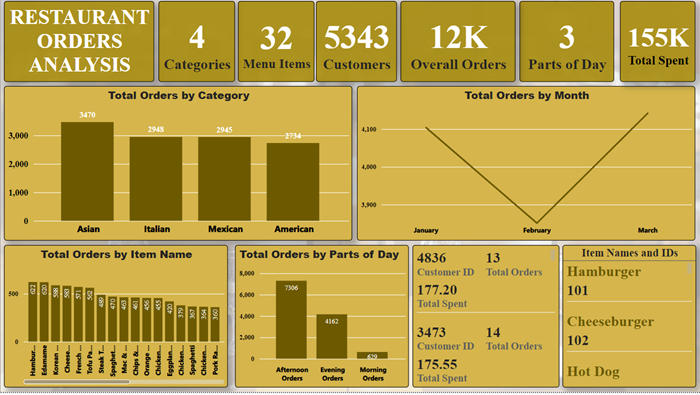 RESTAURANT
ORDERS
ANALYSIS
4
Categories
32
Menu Items
5343
Customers
12K
Overall Orders
3
Parts of Day
155K
Total Spent
Total Orders by Category
3,000
2,000
1,000
0
3470
2948
2945
2734
Asian
Italian
Mexican
American
Total Orders by Month
4,100
4,000
3,900
January
February
March
Total Orders by Item Name
500
0
622
620
588
583
571
562
489
470
463
461
456
455
420
379
367
364
360
Hambur...
Edamame
Korean ...
Cheese...
French ...
Tofu Pa...
Steak T...
Spaghet...
Mac & ...
Chips &...
Orange ...
Chicken...
Eggplan...
Chicken...
Spaghetti
Chicken...
Pork Ra...
Total Orders by Parts of Day
8,000
6,000
4,000
2,000
0
7306
4162
629
Afternoon
Orders
Evening
Orders
Morning
Orders
4836
13
Customer ID
Total Orders
177.20
Total Spent
3473
14
Customer ID
Total Orders
175.55
Total Spent
Item Names and IDs
Hamburger
101
Cheeseburger
102
Hot Dog